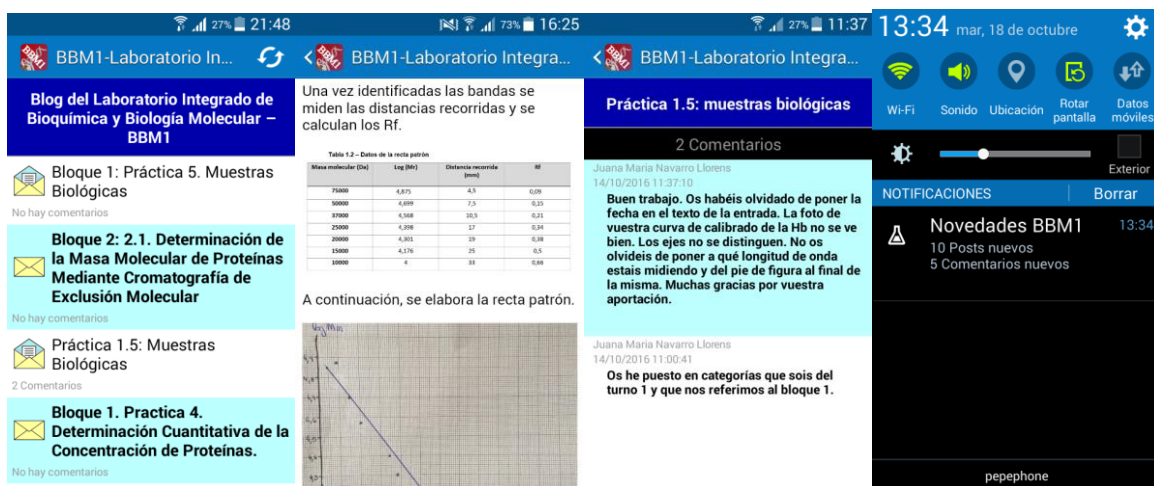 27% 21:48
BBM1-Laboratorio In...
Blog del Laboratorio Integrado de
Bioquímica y Biología Molecular –
BBM1
Bloque 1: Práctica 5. Muestras
Biológicas
No hay comentarios
Bloque 2: 2.1. Determinación de
la Masa Molecular de Proteínas
Mediante Cromatografía de
Exclusión Molecular
No hay comentarios
Práctica 1.5: Muestras
Biológicas
2 Comentarios
Bloque 1. Practica 4.
Determinación Cuantitativa de la
Concentración de Proteínas.
No hay comentarios
73% 16:25
BBM1-Laboratorio Integra...
Una vez identificadas las bandas se
miden las distancias recorridas y se
calculan los Rf.
Tabla 1.2 – Datos de la recta patrón
Masa molecular (Da) Log (Mr) Distancia recorrida (mm) Rf
75000 4,875 4,5 0,09
50000 4,699 7,5 0,15
37000 4,568 10,5 0,21
25000 4,398 17 0,34
20000 4,301 19 0,38
15000 4,176 25 0,5
10000 4 33 0,66
A continuación, se elabora la recta patrón.
27% 11:37
BBM1-Laboratorio Integra...
Práctica 1.5: muestras biológicas
2 Comentarios
Juana Maria Navarro Llorens
14/10/2016 11:37:10
Buen trabajo. Os habéis olvidado de poner la
fecha en el texto de la entrada. La foto de
vuestra curva de calibrado de la Hb no se ve
bien. Los ejes no se distinguen. No os
olvideis de poner a qué longitud de onda
estais midiendo y del pie de figura al final de
la misma. Muchas gracias por vuestra
aportación.
Juana Maria Navarro Llorens
14/10/2016 11:00:41
Os he puesto en categorías que sois del
turno 1 y que nos referimos al bloque 1.
13:34 mar, 18 de octubre
Wi-Fi Sonido Ubicación Rotar pantalla Datos móviles
Exterior
NOTIFICACIONES Borrar
Novedades BBM1 13:34
10 Posts nuevos
5 Comentarios nuevos
pepephone